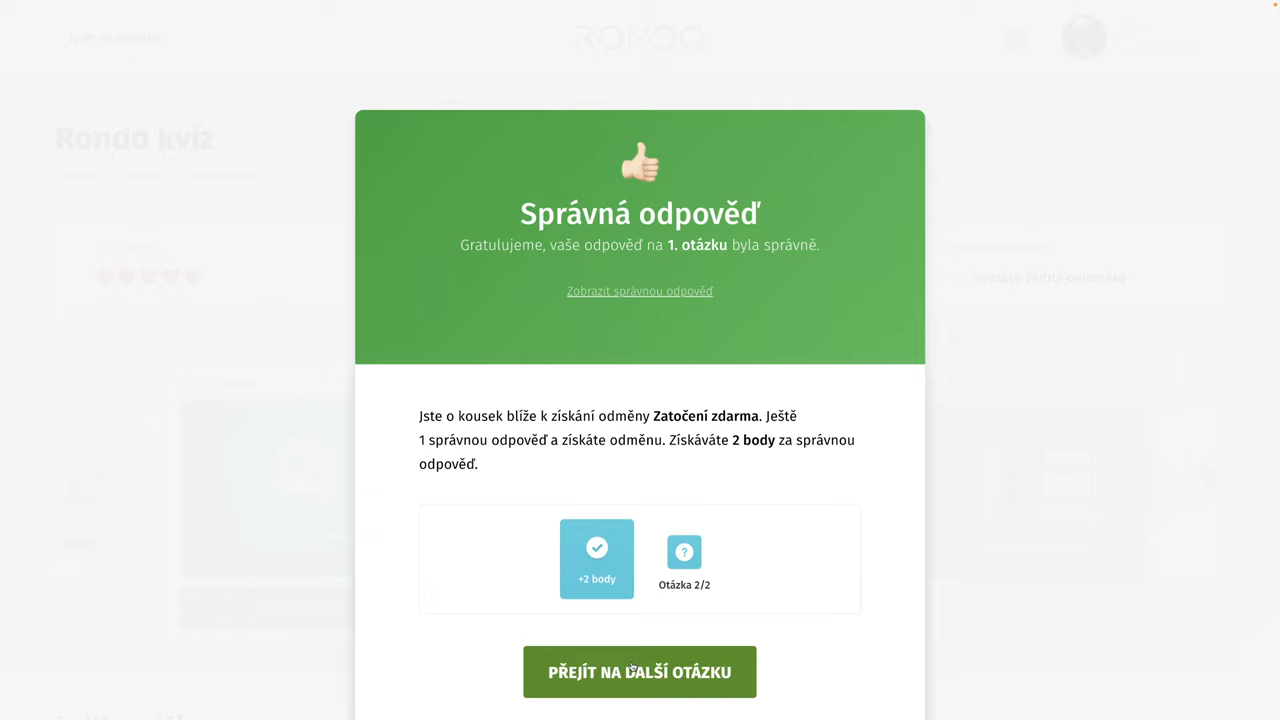 Rondo kvíz
Správná odpověď
Gratulujeme, vaše odpověď na 1. otázku byla správně.
Zobrazit správnou odpověď
Jste o kousek blíže k získání odměny Zatočení zdarma. Ještě
1 správnou odpověď a získáte odměnu. Získáváte 2 body za správnou
odpověď.
+2 body
Otázka 2/2
PŘEJÍT NA DALŠÍ OTÁZKU